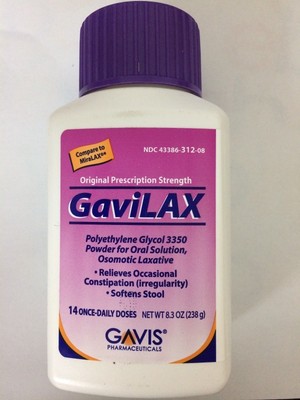 Compare to
MiraLAX®*
NDC 43386-312-08
Original Prescription Strength
GaviLAX
Polyethylene Glycol 3350
Powder for Oral Solution,
Osomotic Laxative
• Relieves Occasional
Constipation (irregularity)
• Softens Stool
14 ONCE-DAILY DOSES NET WT 8.3 OZ (238 g)
GAVIS®
PHARMACEUTICALS